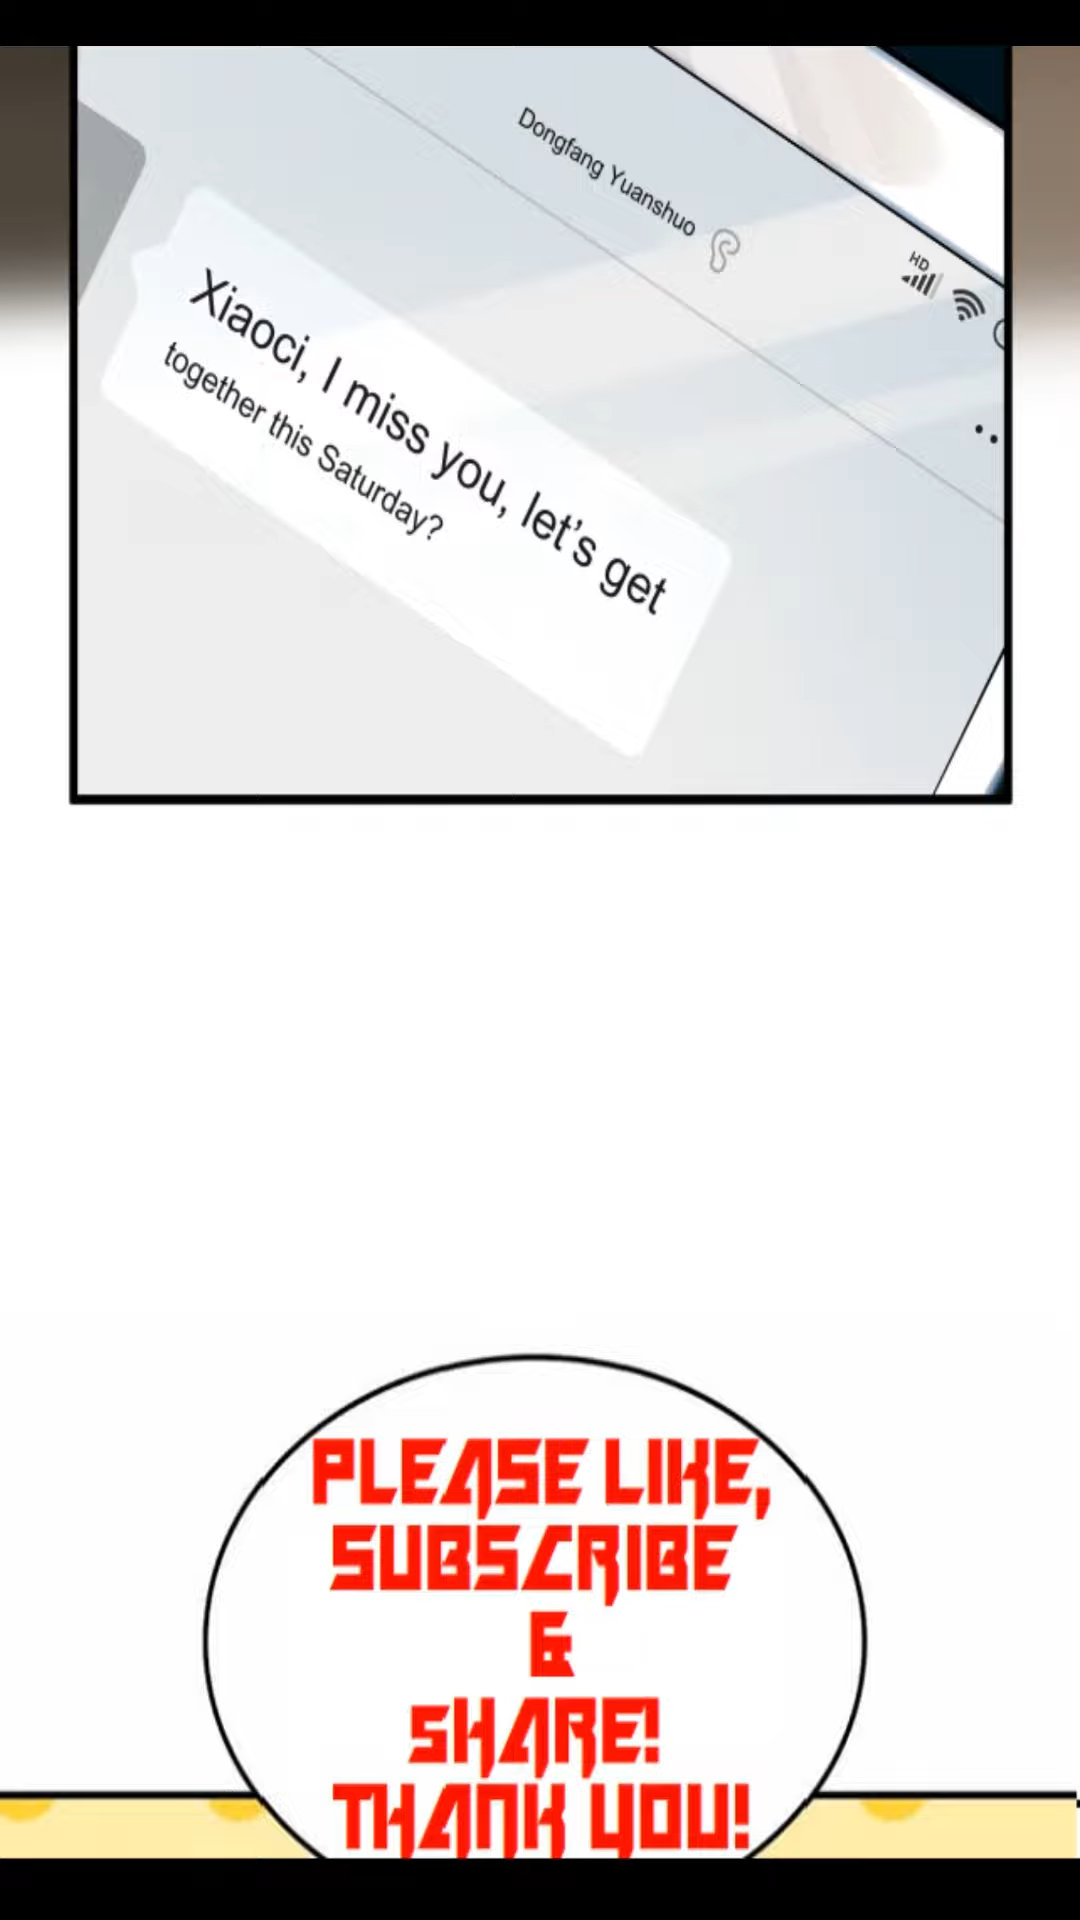 Dongfang Yuanshuo
HD
Xiaoci, I miss you, let's get
together this Saturday?
PLEASE LIKE,
SUBSCRIBE
&
SHARE!
THANK YOU!